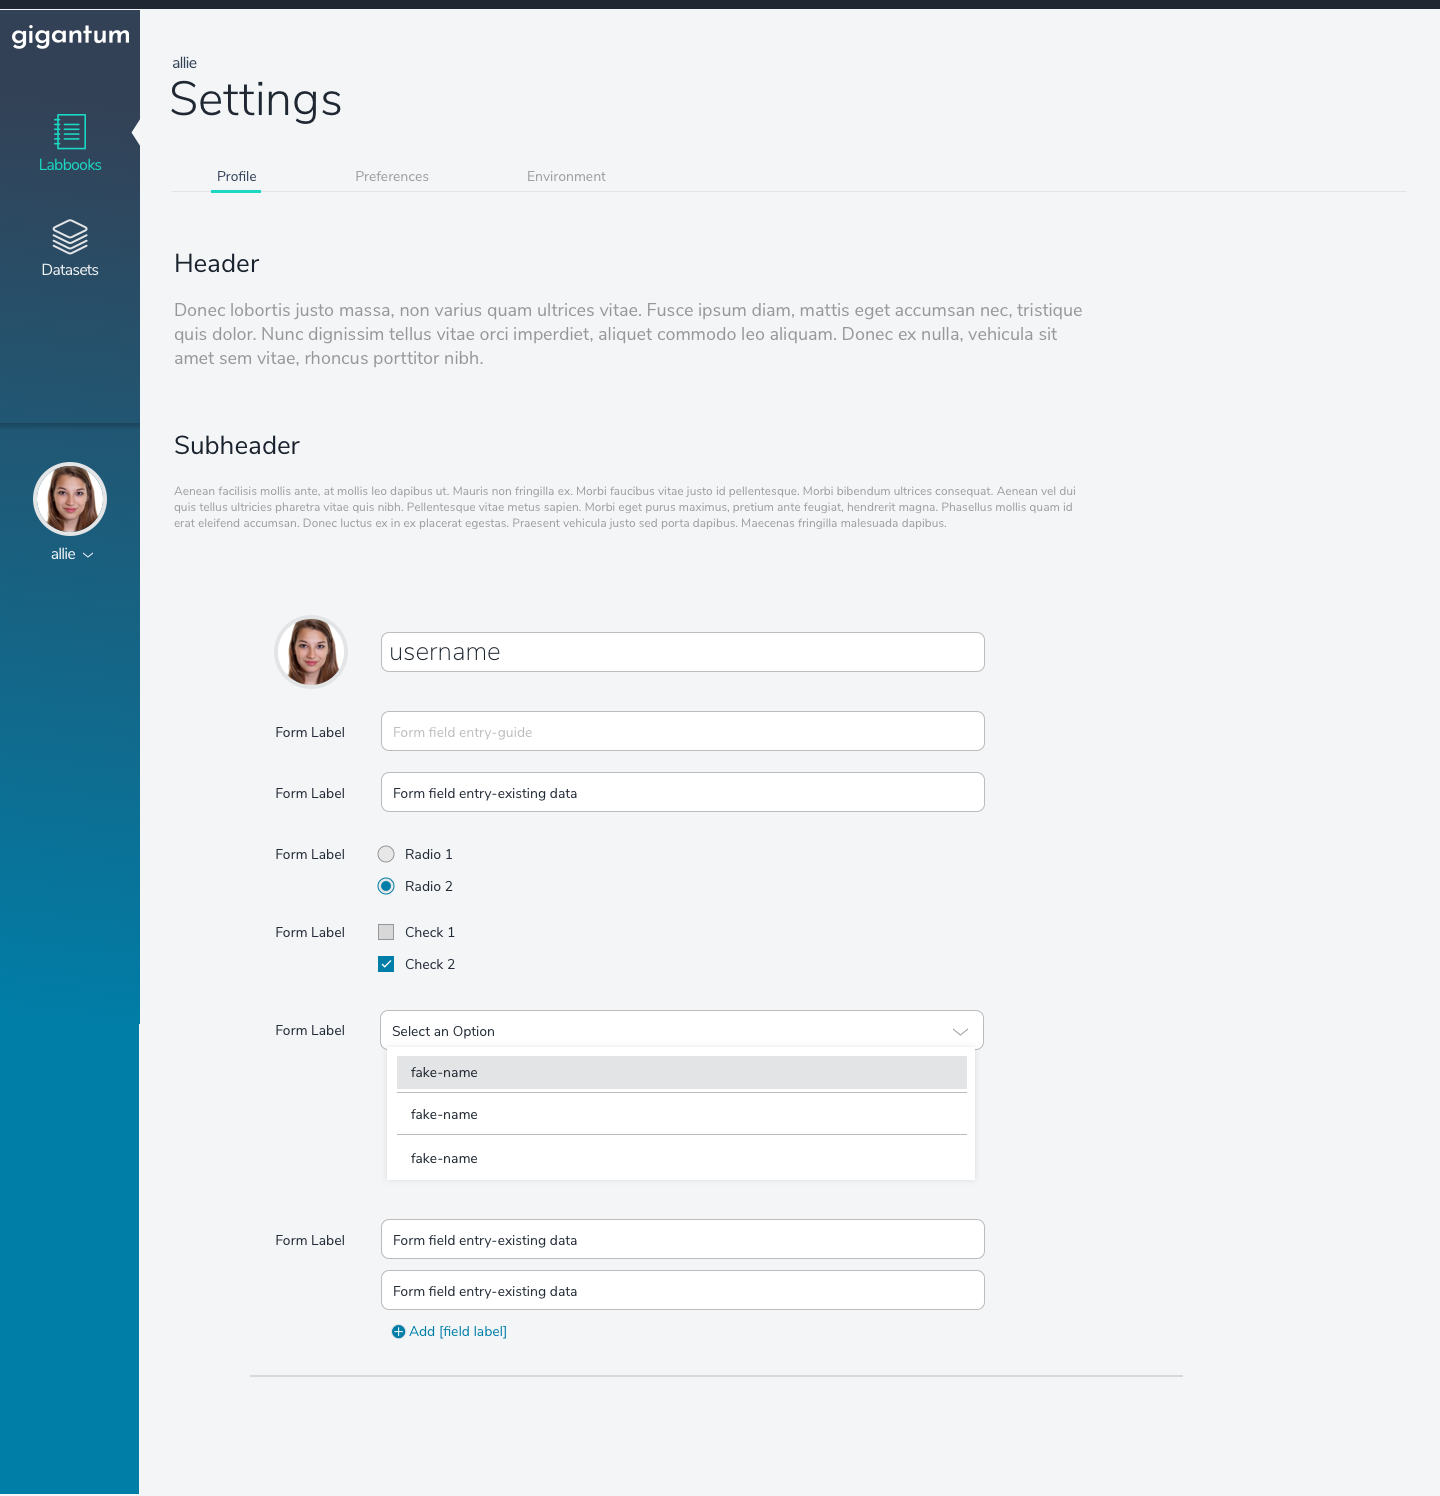 gigantum
Labbooks
Datasets
allie
allie
Settings
Profile
Preferences
Environment
Header
Donec lobortis justo massa, non varius quam ultrices vitae. Fusce ipsum diam, mattis eget accumsan nec, tristique
quis dolor. Nunc dignissim tellus vitae orci imperdiet, aliquet commodo leo aliquam. Donec ex nulla, vehicula sit
amet sem vitae, rhoncus porttitor nibh.
Subheader
Aenean facilisis mollis ante, at mollis leo dapibus ut. Mauris non fringilla ex. Morbi faucibus vitae justo id pellentesque. Morbi bibendum ultrices consequat. Aenean vel dui
quis tellus ultricies pharetra vitae quis nibh. Pellentesque vitae metus sapien. Morbi eget purus maximus, pretium ante feugiat, hendrerit magna. Phasellus mollis quam id
erat eleifend accumsan. Donec luctus ex in ex placerat egestas. Praesent vehicula justo sed porta dapibus. Maecenas fringilla malesuada dapibus.
username
Form Label
Form field entry-guide
Form Label
Form field entry-existing data
Form Label
Radio 1
Radio 2
Form Label
Check 1
Check 2
Form Label
Select an Option
fake-name
fake-name
fake-name
Form Label
Form field entry-existing data
Form field entry-existing data
Add [field label]